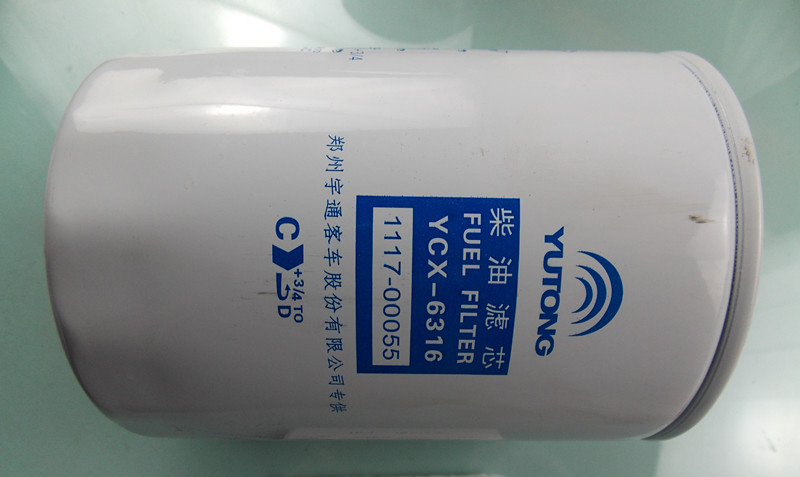 YUTONG
柴油滤芯
FUEL FILTER
YCX-6316
1117-00055
郑州宇通客车股份有限公司专供
C +3/4 TO D